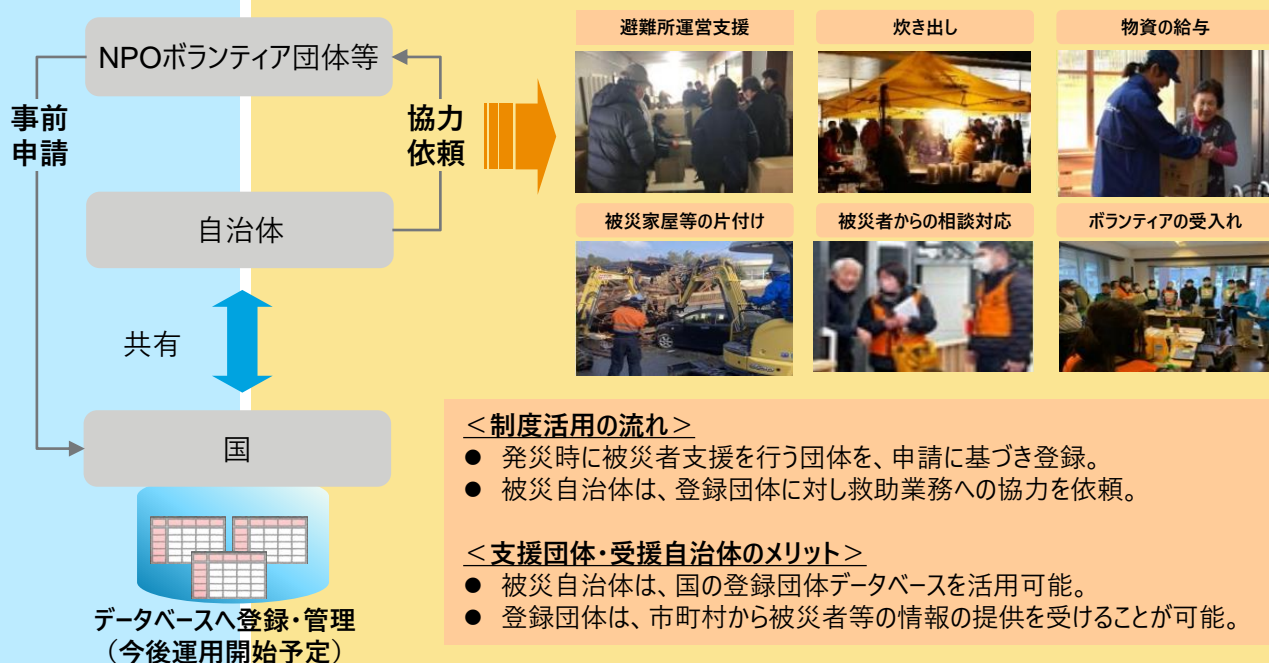 NPOボランティア団体等
事前
申請
協力
依頼
自治体
共有
国
データベースへ登録・管理
（今後運用開始予定）
避難所運営支援
炊き出し
物資の給与
被災家屋等の片付け
被災者からの相談対応
ボランティアの受入れ
＜制度活用の流れ＞
● 発災時に被災者支援を行う団体を、申請に基づき登録。
● 被災自治体は、登録団体に対し救助業務への協力を依頼。
＜支援団体・受援自治体のメリット＞
● 被災自治体は、国の登録団体データベースを活用可能。
● 登録団体は、市町村から被災者等の情報の提供を受けることが可能。